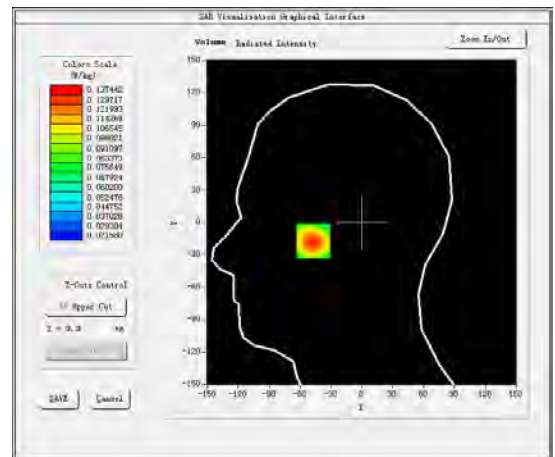 SAR Visualisation Graphical Interface
Volume Radiated Intensity
Zoom In/Out
Colors Scale
(W/kg)
0.137442
0.129717
0.121993
0.114269
0.106545
0.098821
0.091097
0.083373
0.075649
0.067924
0.060200
0.052476
0.044752
0.037028
0.029304
0.021580
150
120
90
60
30
0
-30
-60
-90
-120
-150
Y
-150 -120 -90 -60 -30 0 30 60 90 120 150
X
Z-Cuts Control
Upper Cut
Z = 0.0 mm
SAVE
Cancel